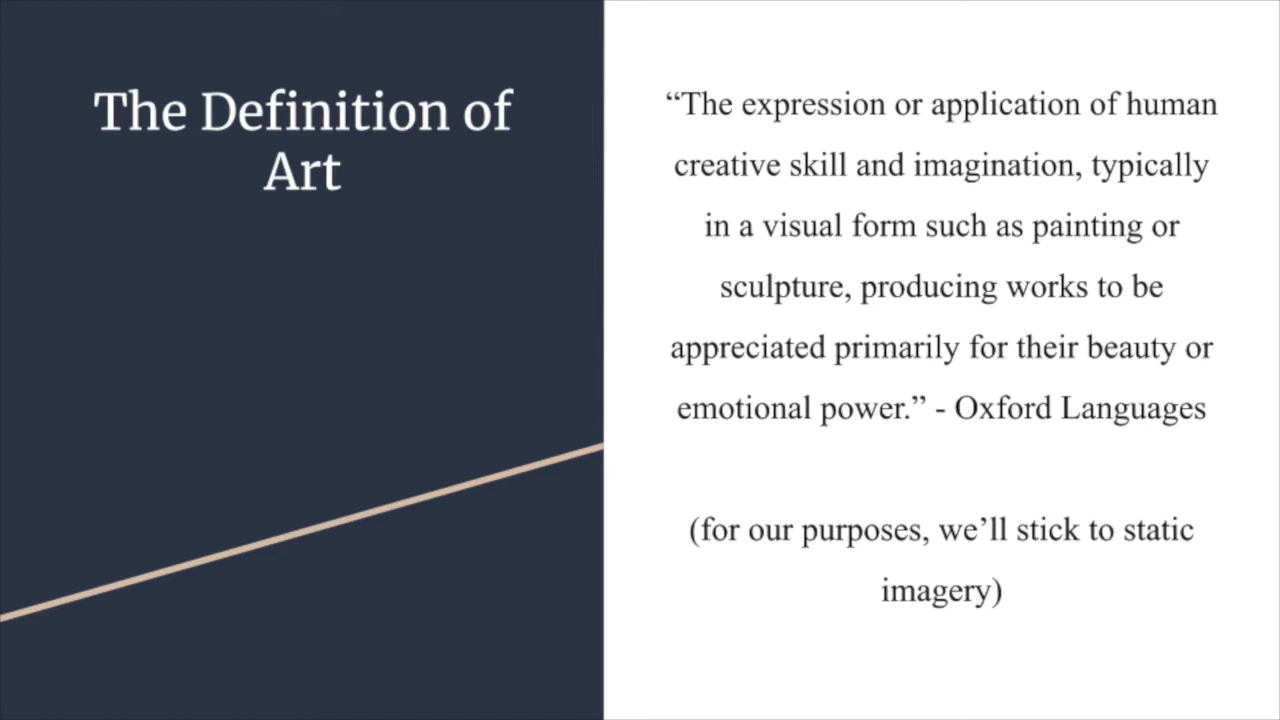 The Definition of
Art
“The expression or application of human
creative skill and imagination, typically
in a visual form such as painting or
sculpture, producing works to be
appreciated primarily for their beauty or
emotional power.” - Oxford Languages
(for our purposes, we’ll stick to static
imagery)